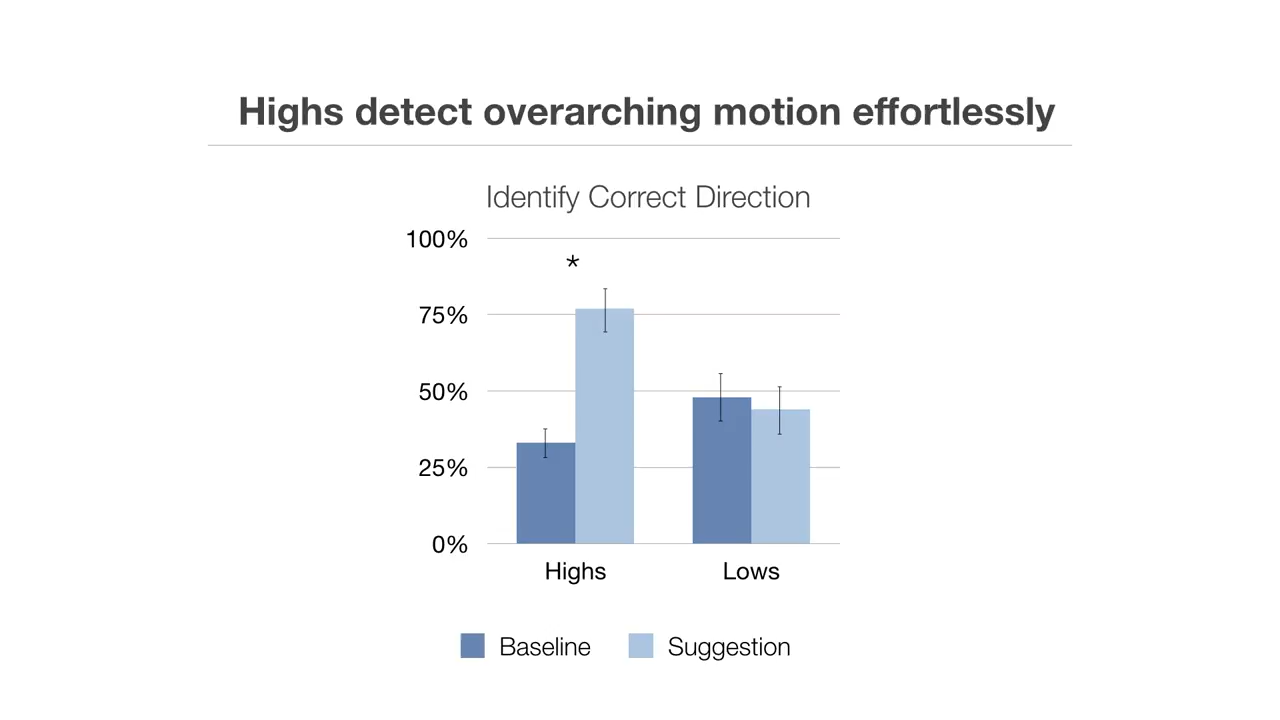 Highs detect overarching motion effortlessly
Identify Correct Direction
100%
*
75%
50%
25%
0%
Highs Lows
Baseline Suggestion